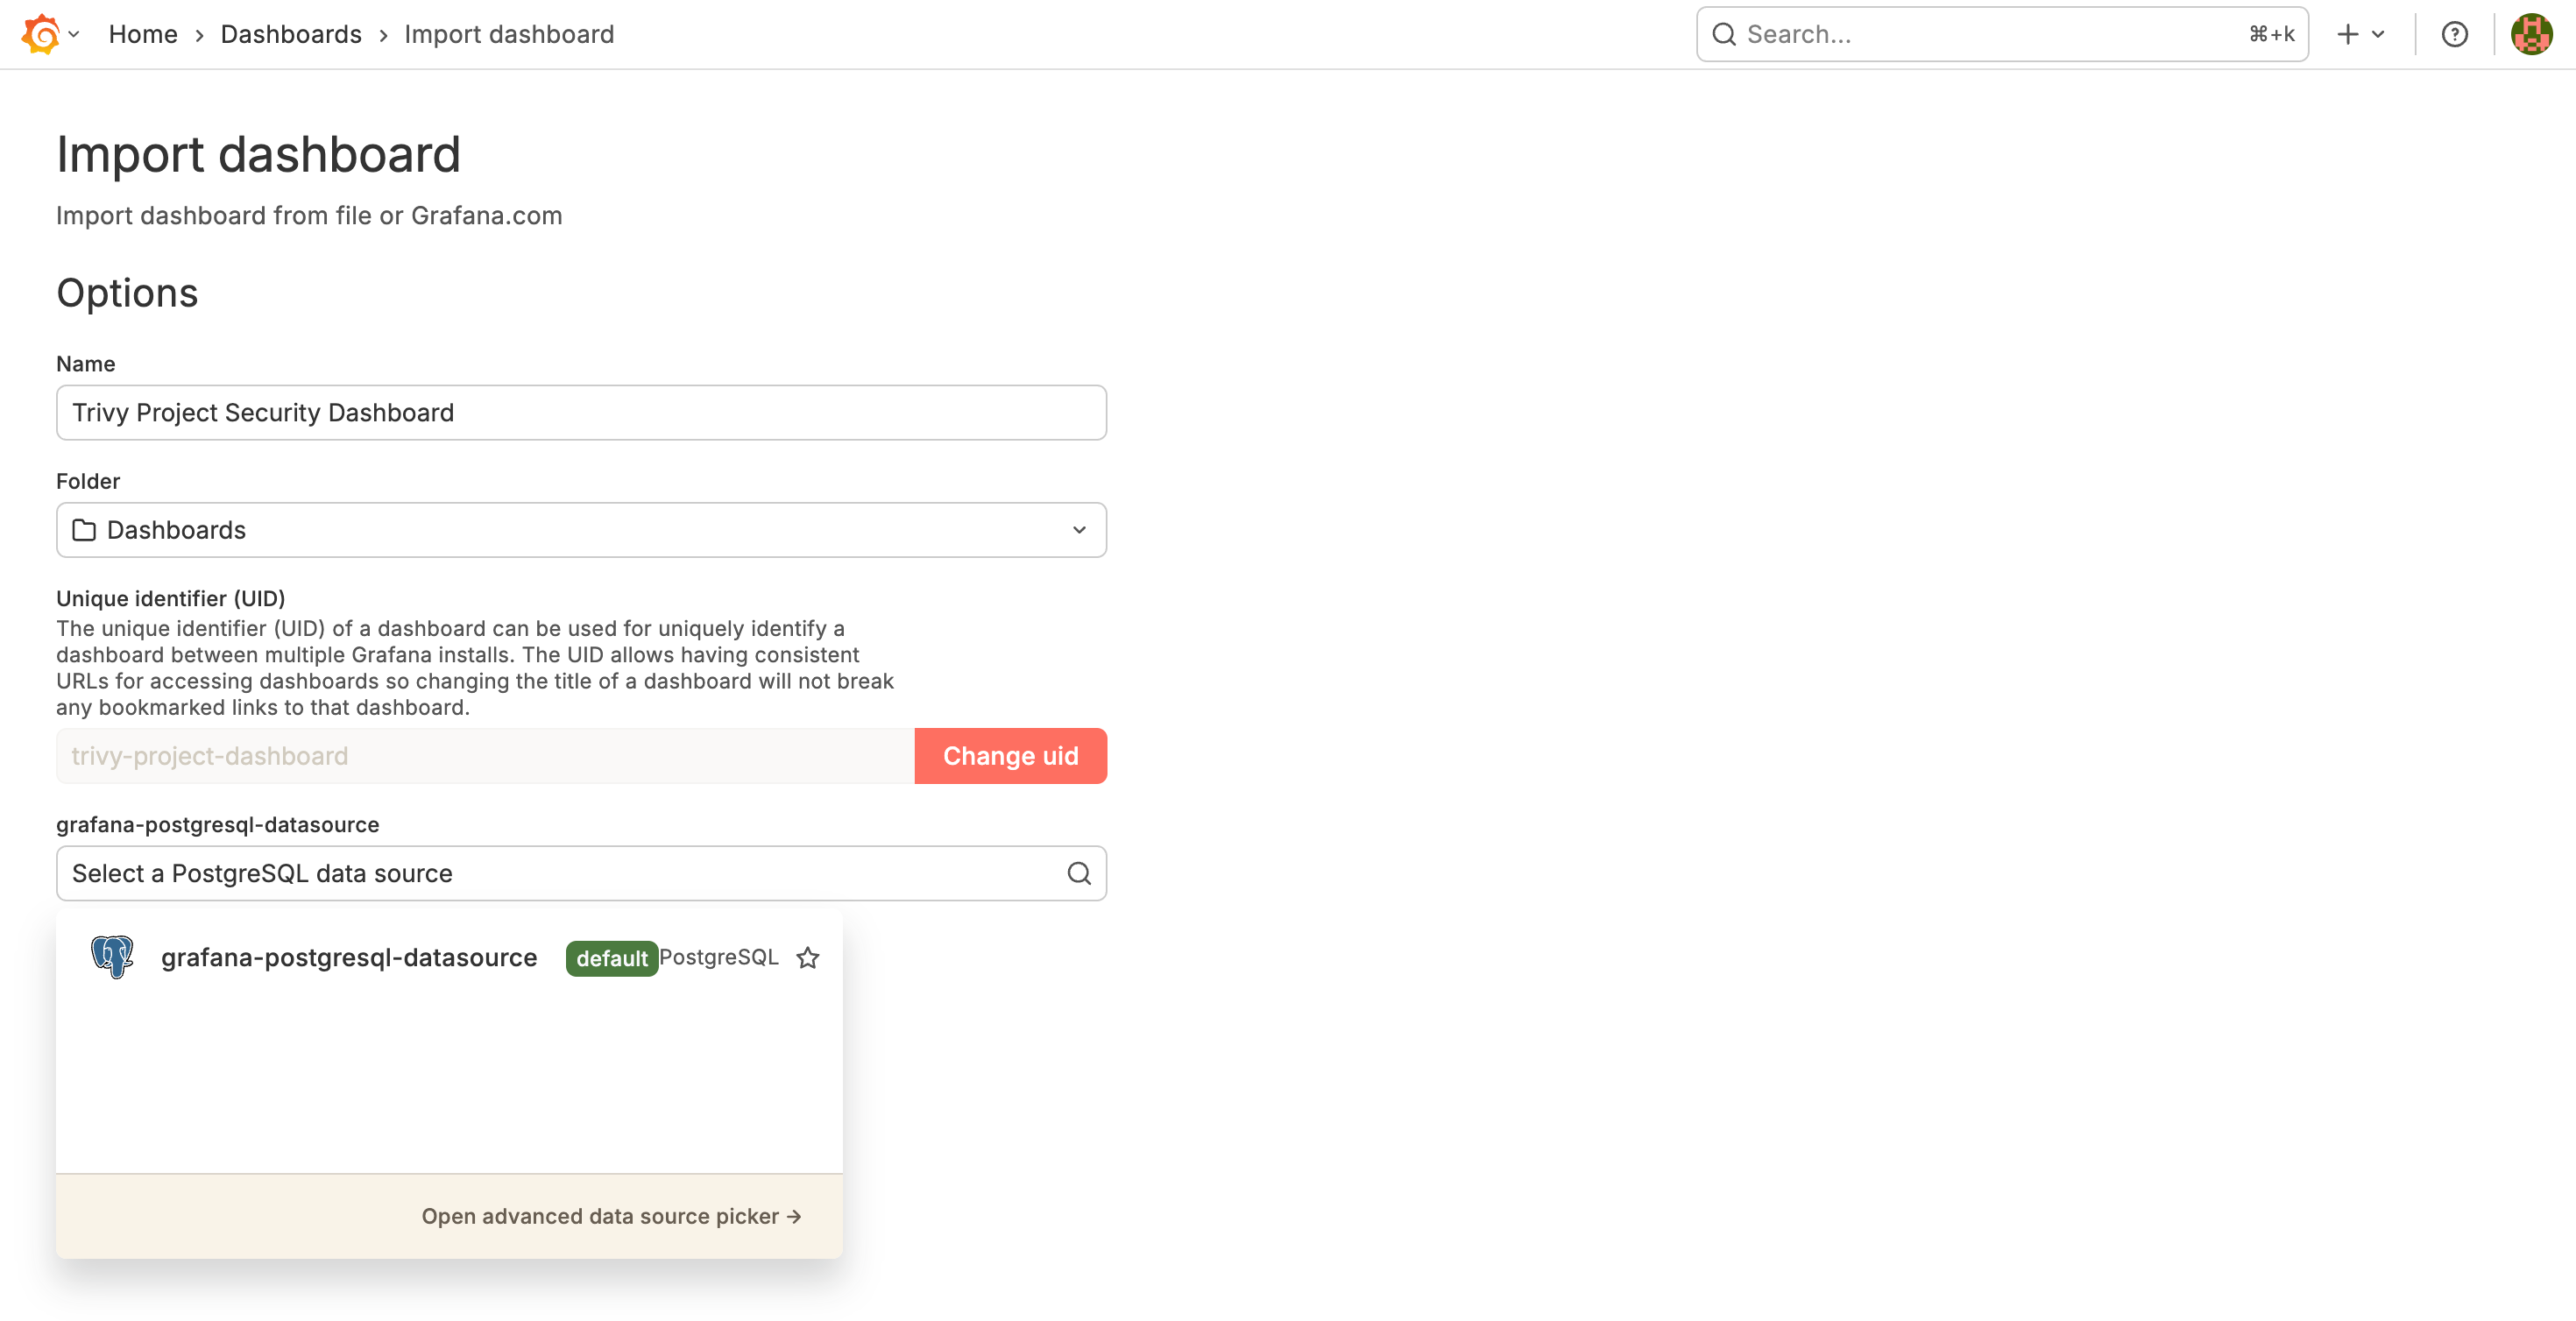 Home › Dashboards › Import dashboard
Search...
⌘+k
Import dashboard
Import dashboard from file or Grafana.com
Options
Name
Trivy Project Security Dashboard
Folder
Dashboards
Unique identifier (UID)
The unique identifier (UID) of a dashboard can be used for uniquely identify a
dashboard between multiple Grafana installs. The UID allows having consistent
URLs for accessing dashboards so changing the title of a dashboard will not break
any bookmarked links to that dashboard.
trivy-project-dashboard
Change uid
grafana-postgresql-datasource
Select a PostgreSQL data source
grafana-postgresql-datasource default PostgreSQL
Open advanced data source picker →